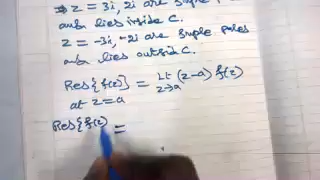 ⇒ z = 3i, 2i are simple poles
and lies inside C.
z = -3i, -2i are simple poles
and lies outside C.
Res{f(z)} = Lt (z-a) f(z)
at z=a z→a
Res{f(z) =